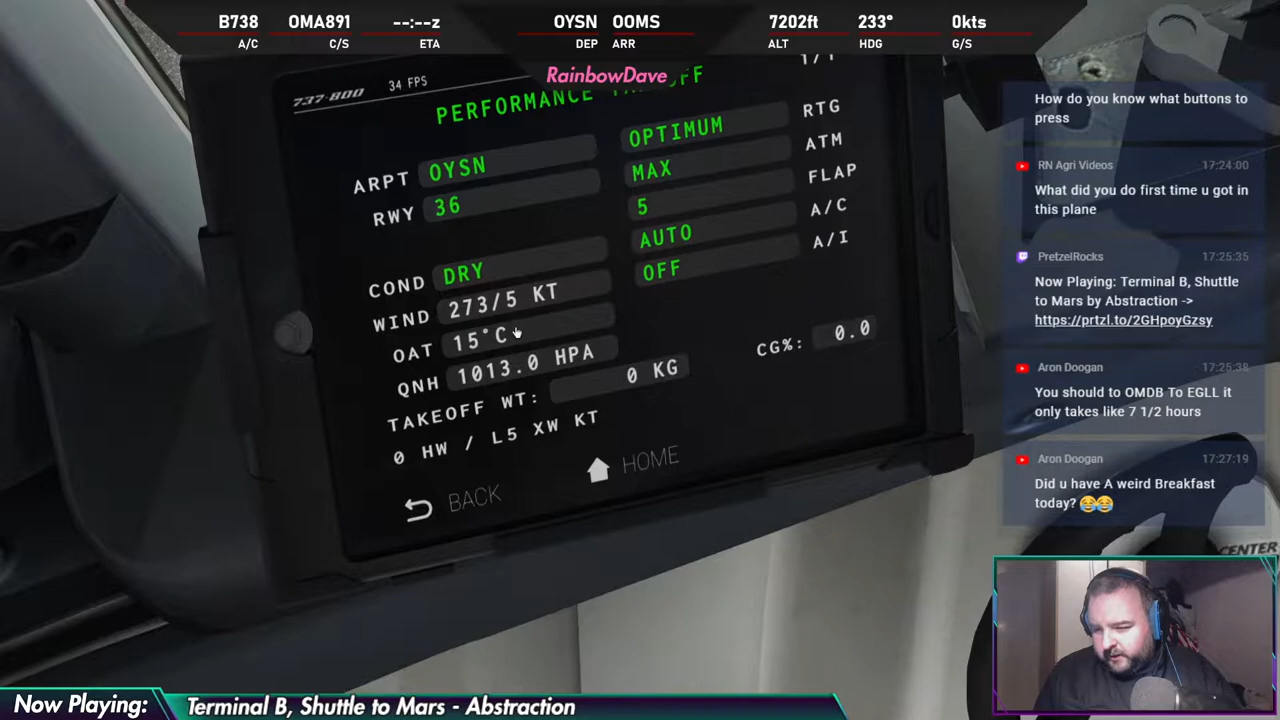 B738 OMA891 --:--z OYSN OOMS 7202ft 233° 0kts
A/C C/S ETA DEP ARR ALT HDG G/S
RainbowDave
737-800 34 FPS
PERFORMANCE TAKEOFF
1/1
ARPT OYSN
RWY 36
COND DRY
WIND 273/5 KT
OAT 15°C
QNH 1013.0 HPA
TAKEOFF WT: 0 KG
0 HW / L5 XW KT
OPTIMUM RTG
MAX ATM
5 FLAP
AUTO A/C
OFF A/I
CG%: 0.0
BACK
HOME
How do you know what buttons to
press
RN Agri Videos 17:24:00
What did you do first time u got in
this plane
PretzelRocks 17:25:35
Now Playing: Terminal B, Shuttle
to Mars by Abstraction ->
https://prtzl.to/2GHpoyGzsy
Aron Doogan 17:25:38
You should to OMDB To EGLL it
only takes like 7 1/2 hours
Aron Doogan 17:27:19
Did u have A weird Breakfast
today? 😂😂
CENTER
Now Playing: Terminal B, Shuttle to Mars - Abstraction